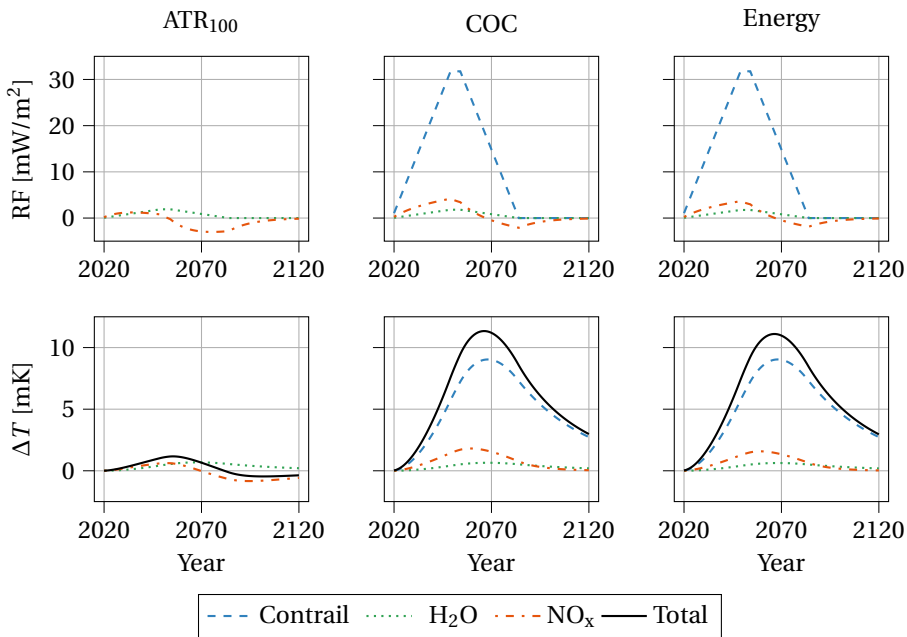 ATR₁₀₀ COC Energy
RF [mW/m²]
30
20
10
0
2020 2070 2120
2020 2070 2120
2020 2070 2120
ΔT [mK]
10
5
0
2020 2070 2120
2020 2070 2120
2020 2070 2120
Year Year Year
Contrail H₂O NOₓ Total